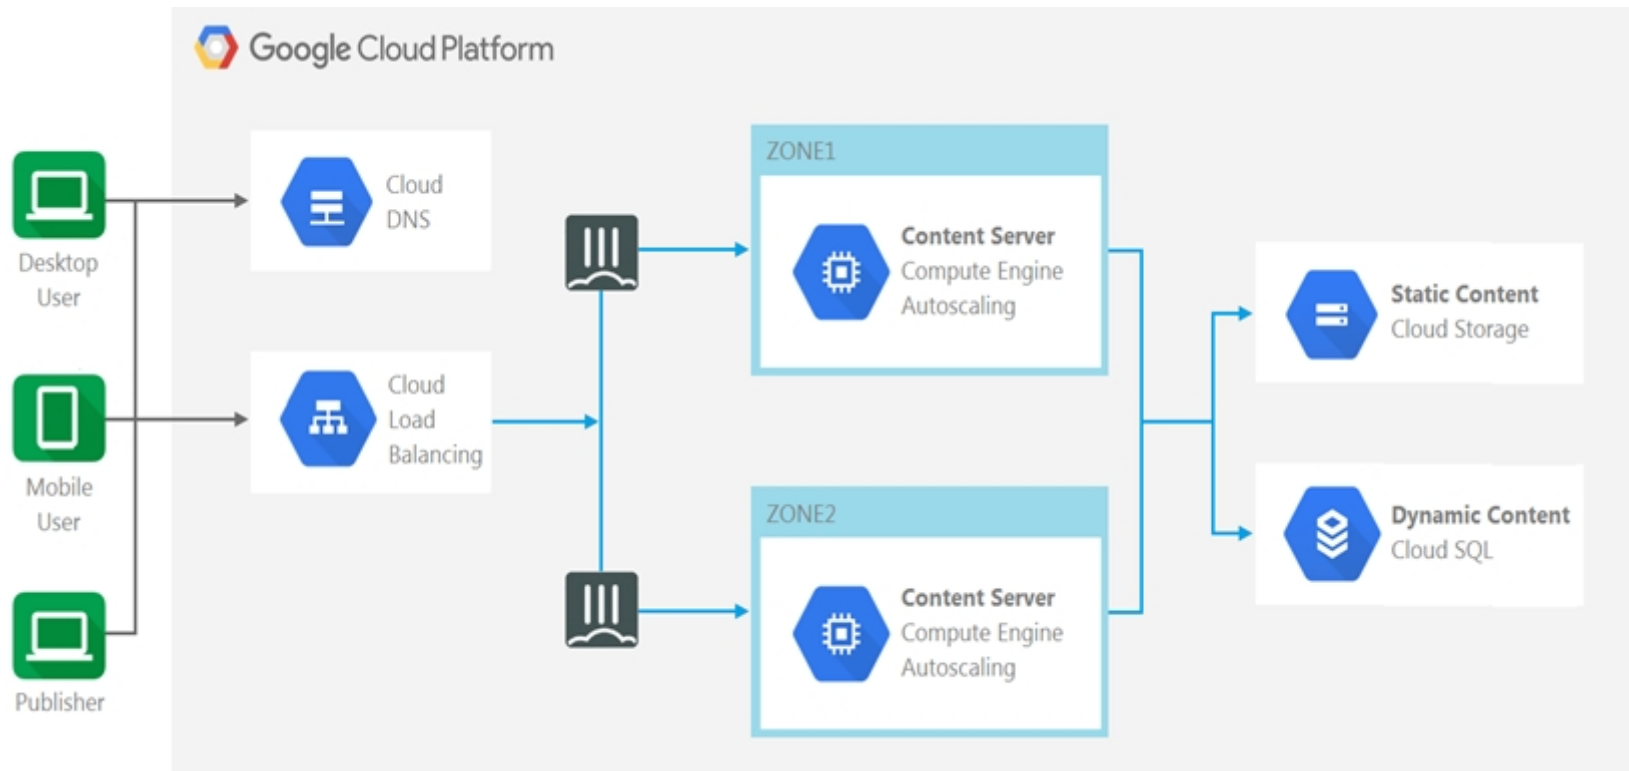 Google Cloud Platform
Desktop
User
Mobile
User
Publisher
Cloud
DNS
Cloud
Load
Balancing
ZONE1
Content Server
Compute Engine
Autoscaling
ZONE2
Content Server
Compute Engine
Autoscaling
Static Content
Cloud Storage
Dynamic Content
Cloud SQL